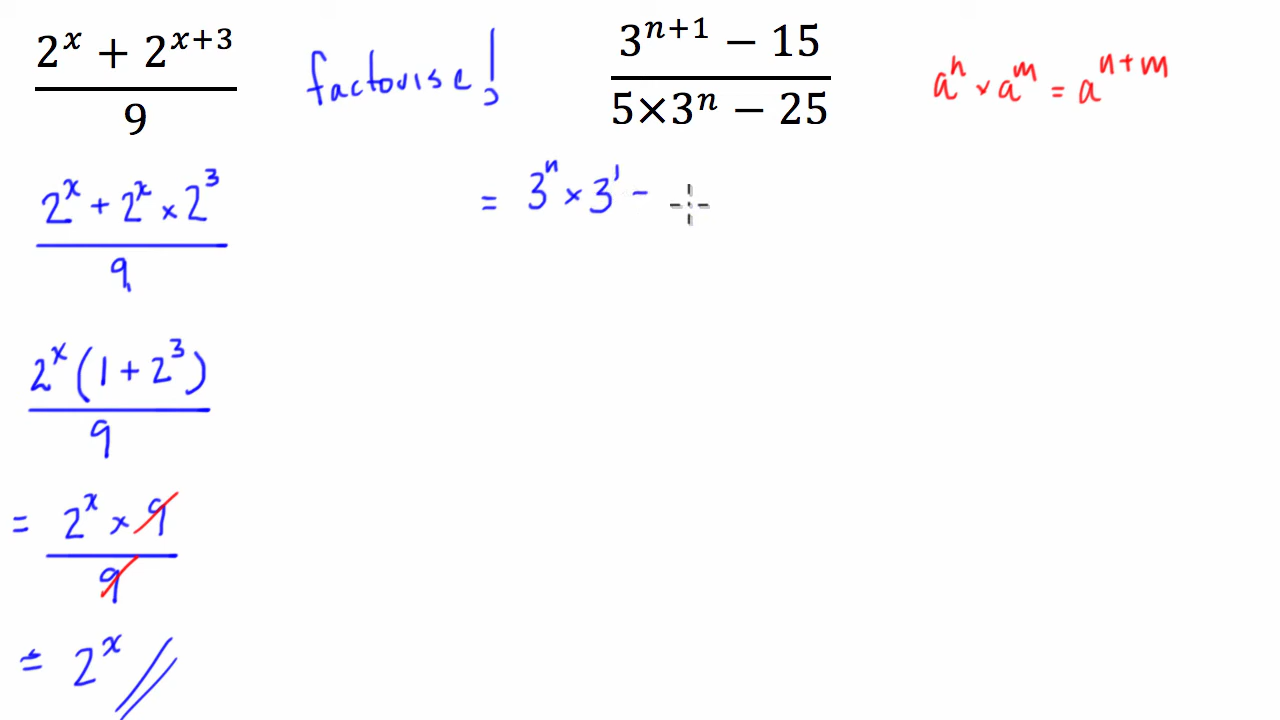 2^x + 2^(x+3)
9
factorise!
3^(n+1) − 15
5×3^n − 25
a^n × a^m = a^(n+m)
2^x + 2^x × 2^3
9
= 3^n × 3^1 −
2^x (1 + 2^3)
9
= 2^x × 9
9
= 2^x //